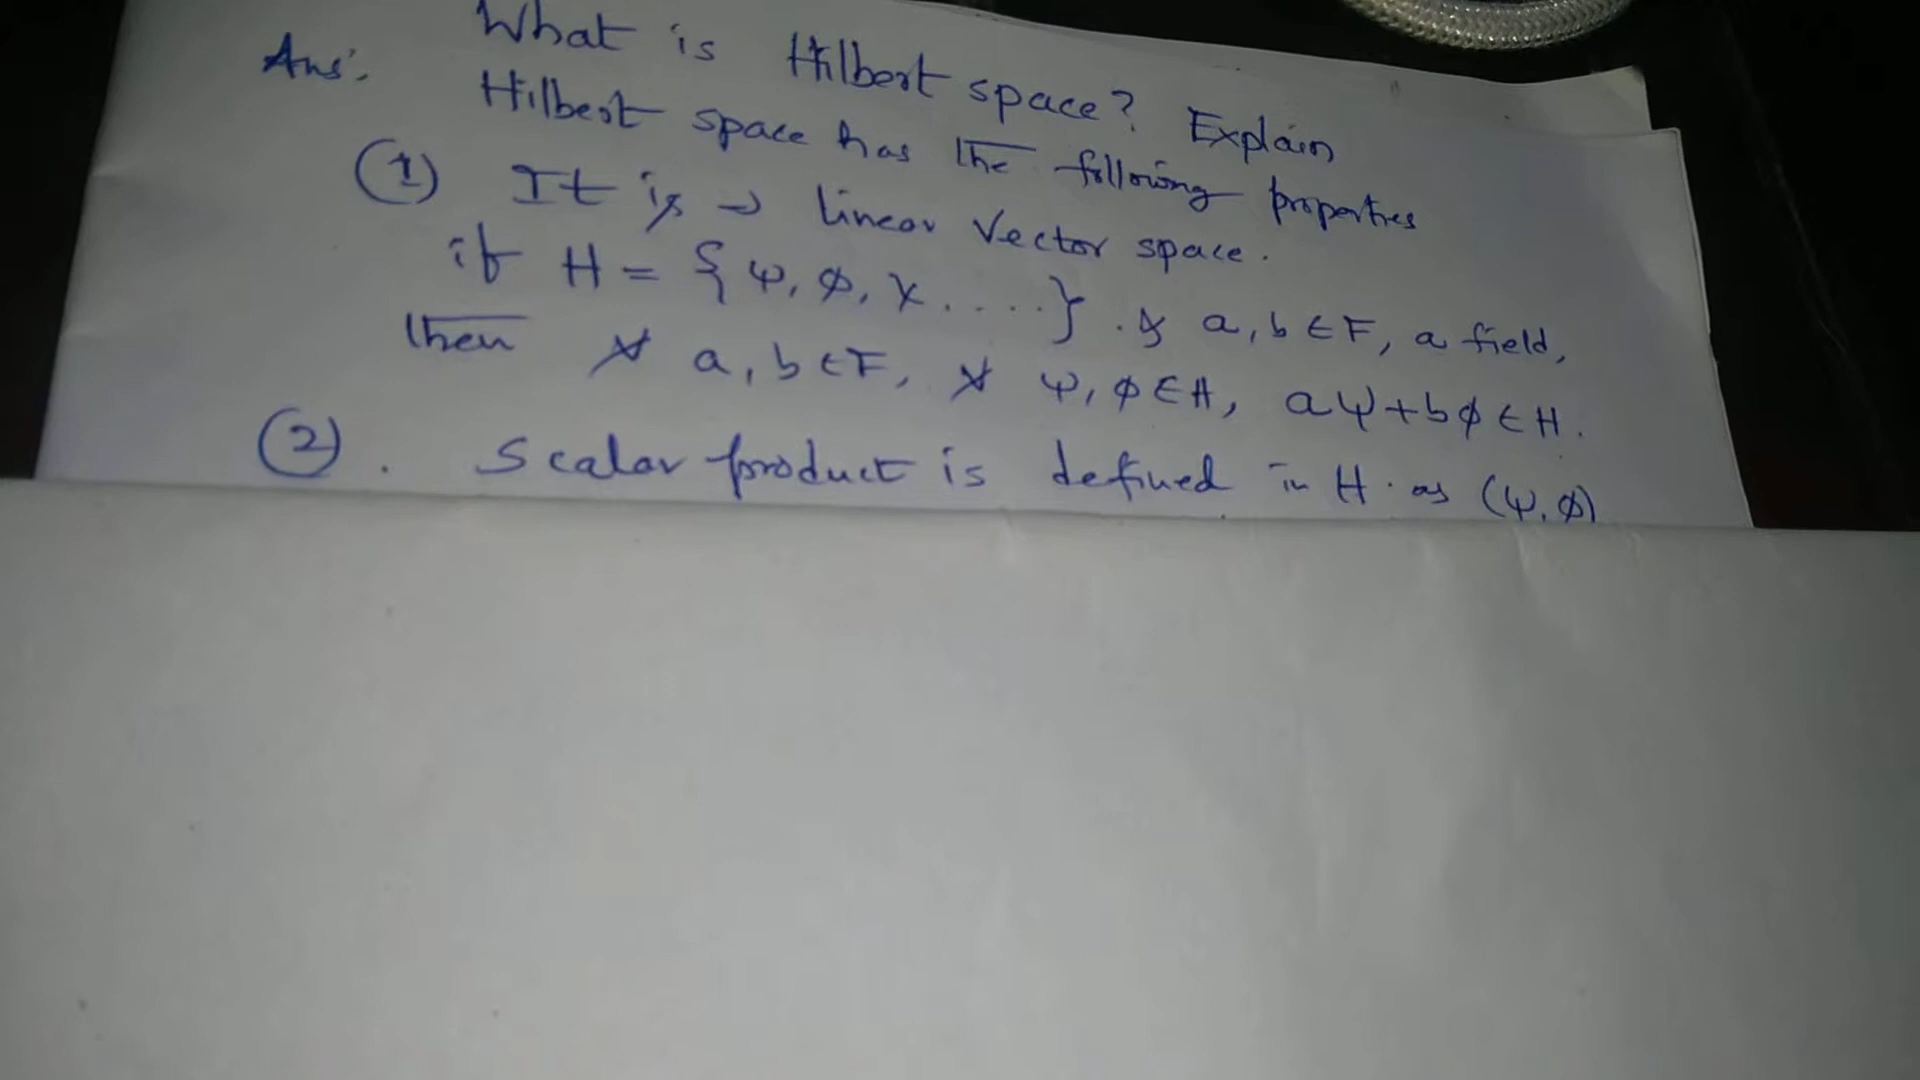 What is Hilbert space? Explain
Ans: Hilbert space has the following properties
(1) It is a linear vector space.
if H = {ψ, φ, χ.....} . & a, b ∈ F, a field,
then ∀ a, b ∈ F, ∀ ψ, φ ∈ H, aψ + bφ ∈ H.
(2). Scalar product is defined in H. as (ψ, φ)